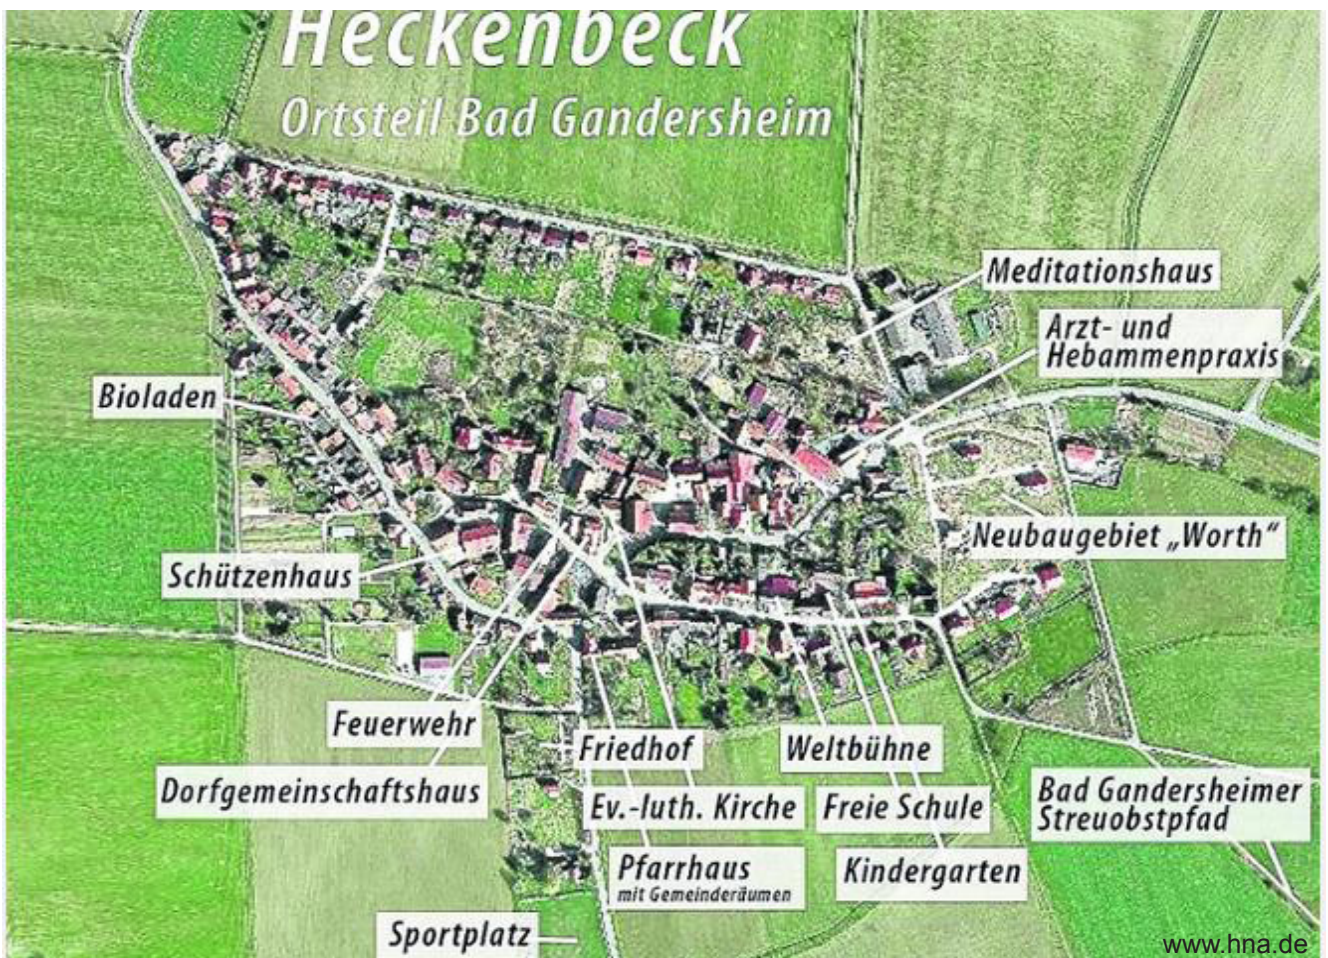 Heckenbeck
Ortsteil Bad Gandersheim
Meditationshaus
Arzt- und
Hebammenpraxis
Bioladen
Neubaugebiet „Worth“
Schützenhaus
Feuerwehr
Friedhof
Weltbühne
Dorfgemeinschaftshaus
Ev.-luth. Kirche
Freie Schule
Bad Gandersheimer
Streuobstpfad
Pfarrhaus
mit Gemeinderäumen
Kindergarten
Sportplatz
www.hna.de